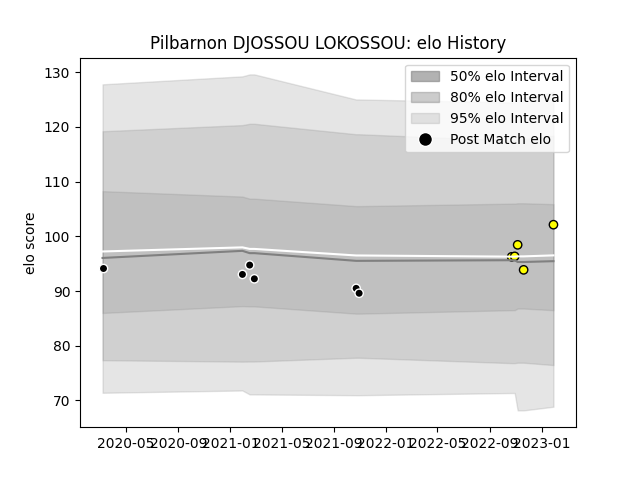 Pilbarnon DJOSSOU LOKOSSOU: elo History
130
120
110
100
90
80
70
elo score
50% elo Interval
80% elo Interval
95% elo Interval
Post Match elo
2020-05 2020-09 2021-01 2021-05 2021-09 2022-01 2022-05 2022-09 2023-01